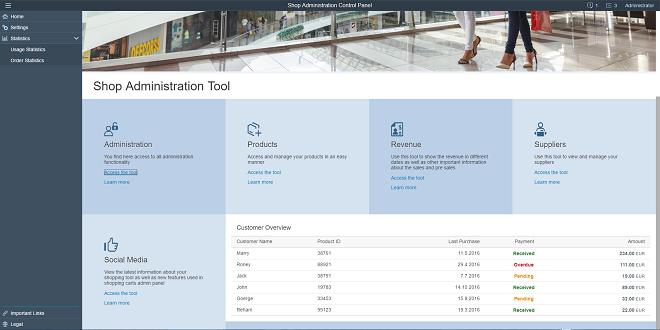 Shop Administration Control Panel
1
3
Administrator
Home
Settings
Statistics
Usage Statistics
Order Statistics
Shop Administration Tool
Administration
You find here access to all administration
functionality
Access the tool
Learn more
Products
Access and manage your products in an easy
manner
Access the tool
Learn more
Revenue
Use this tool to show the revenue in different
dates as well as other important information
about the sales and pre sales
Access the tool
Learn more
Suppliers
Use this tool to view and manage your
suppliers
Access the tool
Learn more
Social Media
View the latest information about your
shopping tool as well as new features used in
shopping carts admin panel
Access the tool
Learn more
Customer Overview
Customer Name Product ID Last Purchase Payment Amount
Marry 38751 11.5.2016 Received 234.00 EUR
Roney 88921 29.4.2016 Overdue 111.00 EUR
Jack 38751 7.7.2016 Pending 19.00 EUR
John 19783 14.10.2016 Received 89.00 EUR
Goerge 33453 15.8.2016 Pending 32.00 EUR
Reham 55123 19.3.2016 Received 22.00 EUR
Important Links
Legal